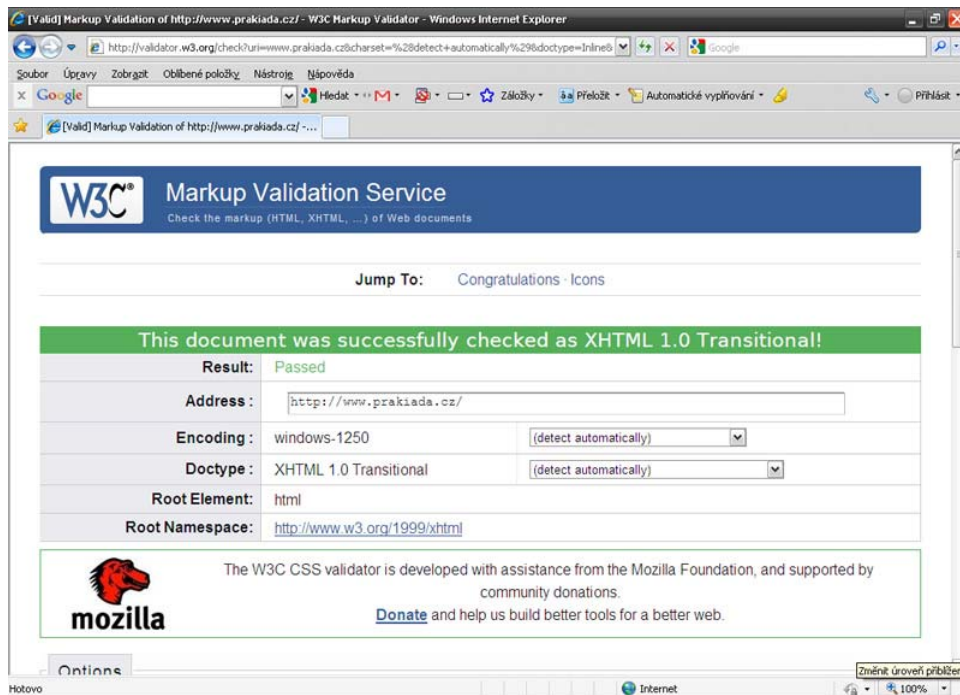 [Valid] Markup Validation of http://www.prakiada.cz/ - W3C Markup Validator - Windows Internet Explorer
http://validator.w3.org/check?uri=www.prakiada.cz&charset=%28detect+automatically%29&doctype=Inline&
Google
Soubor Úpravy Zobrazit Oblíbené položky Nástroje Nápověda
x Google Hledat Záložky Přeložit Automatické vyplňování Přihlásit
[Valid] Markup Validation of http://www.prakiada.cz/ -...
W3C® Markup Validation Service
Check the markup (HTML, XHTML, ...) of Web documents
Jump To: Congratulations · Icons
This document was successfully checked as XHTML 1.0 Transitional!
Result: Passed
Address : http://www.prakiada.cz/
Encoding : windows-1250 (detect automatically)
Doctype : XHTML 1.0 Transitional (detect automatically)
Root Element: html
Root Namespace: http://www.w3.org/1999/xhtml
The W3C CSS validator is developed with assistance from the Mozilla Foundation, and supported by
community donations.
Donate and help us build better tools for a better web.
mozilla
Options
Změnit úroveň přiblížen
Hotovo Internet 100%